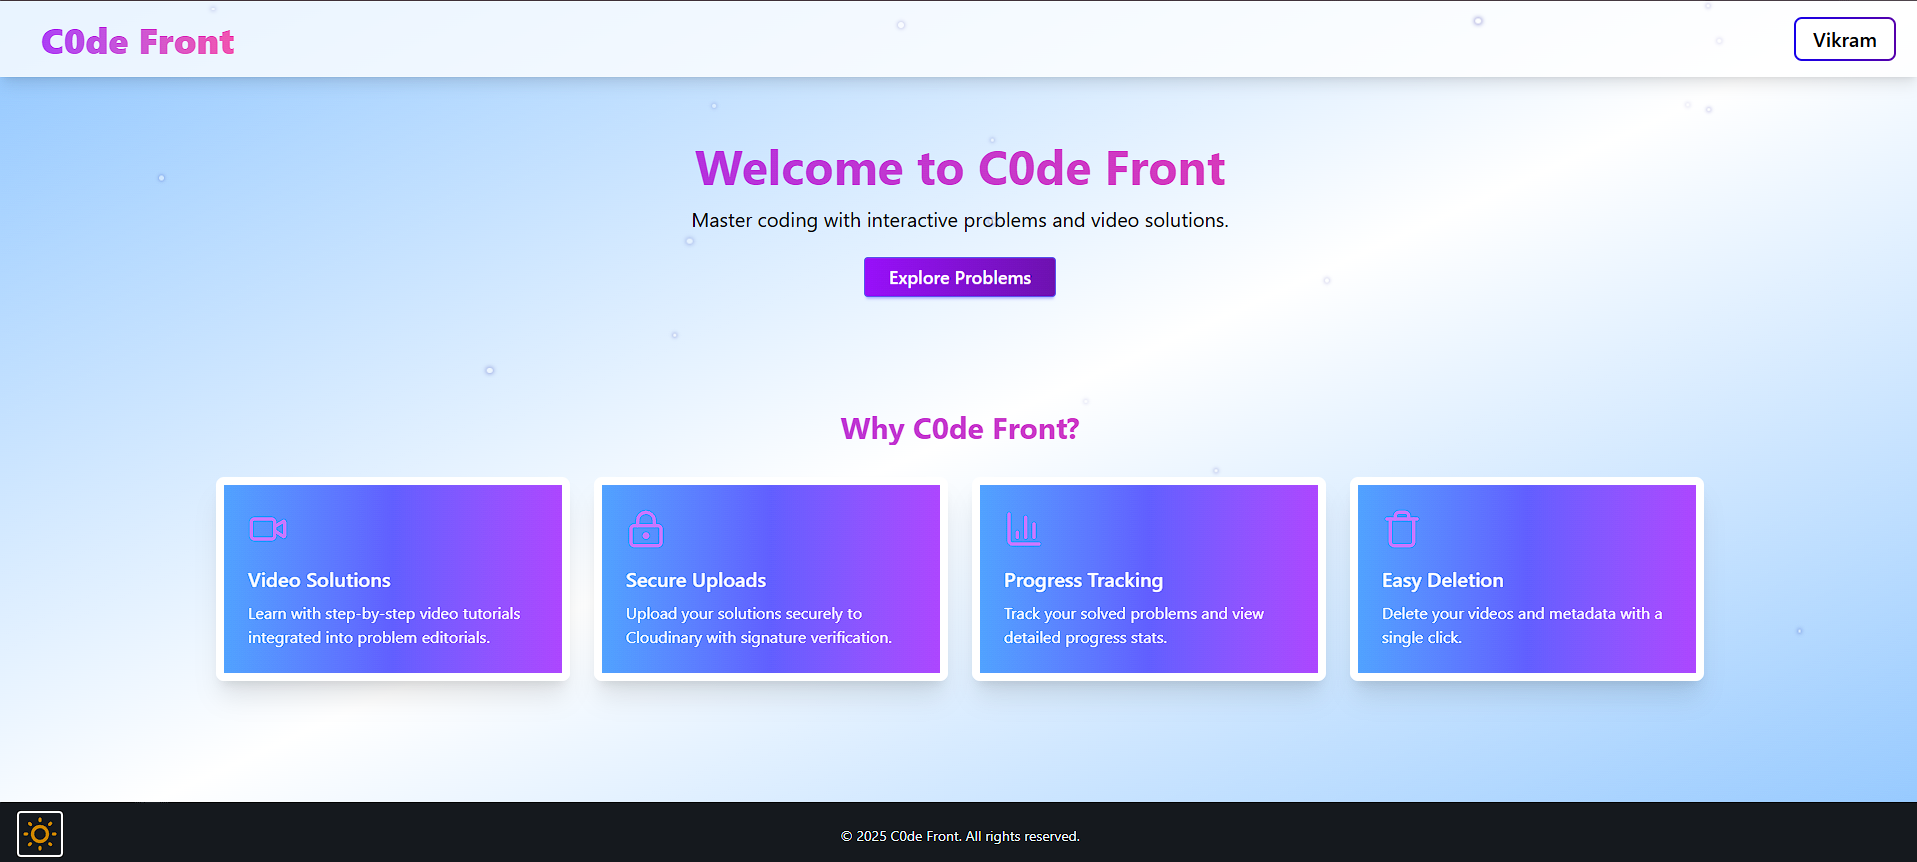 C0de Front
Vikram
Welcome to C0de Front
Master coding with interactive problems and video solutions.
Explore Problems
Why C0de Front?
Video Solutions
Learn with step-by-step video tutorials
integrated into problem editorials.
Secure Uploads
Upload your solutions securely to
Cloudinary with signature verification.
Progress Tracking
Track your solved problems and view
detailed progress stats.
Easy Deletion
Delete your videos and metadata with a
single click.
© 2025 C0de Front. All rights reserved.